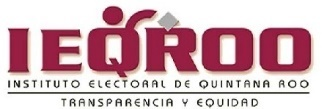 IEQROO
INSTITUTO ELECTORAL DE QUINTANA ROO
TRANSPARENCIA Y EQUIDAD